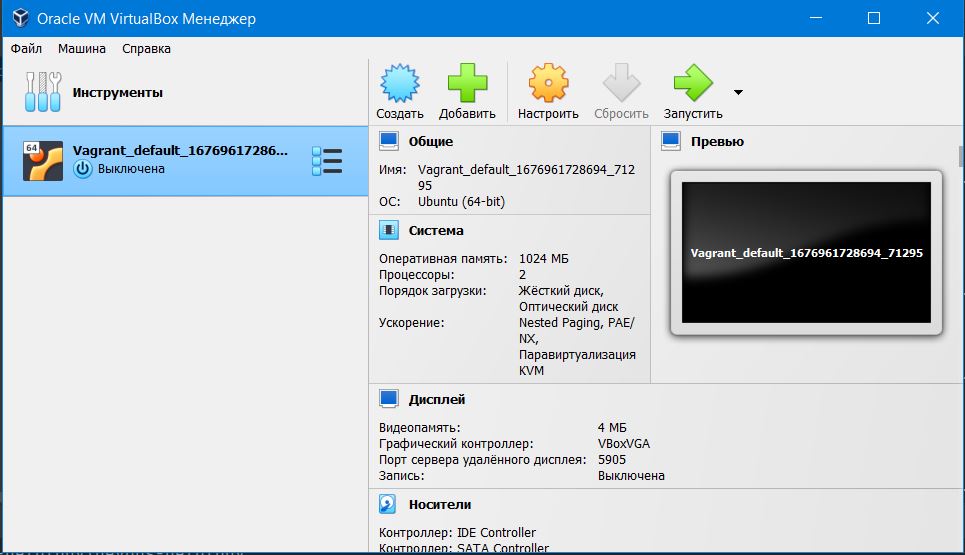 Oracle VM VirtualBox Менеджер
Файл Машина Справка
Инструменты
Создать Добавить Настроить Сбросить Запустить
64
Vagrant_default_16769617286...
Выключена
Общие
Имя: Vagrant_default_1676961728694_712
95
ОС: Ubuntu (64-bit)
Система
Оперативная память: 1024 МБ
Процессоры: 2
Порядок загрузки: Жёсткий диск,
Оптический диск
Ускорение: Nested Paging, PAE/
NX,
Паравиртуализация
KVM
Превью
Vagrant_default_1676961728694_71295
Дисплей
Видеопамять: 4 МБ
Графический контроллер: VBoxVGA
Порт сервера удалённого дисплея: 5905
Запись: Выключена
Носители
Контроллер: IDE Controller
Контроллер: SATA Controller